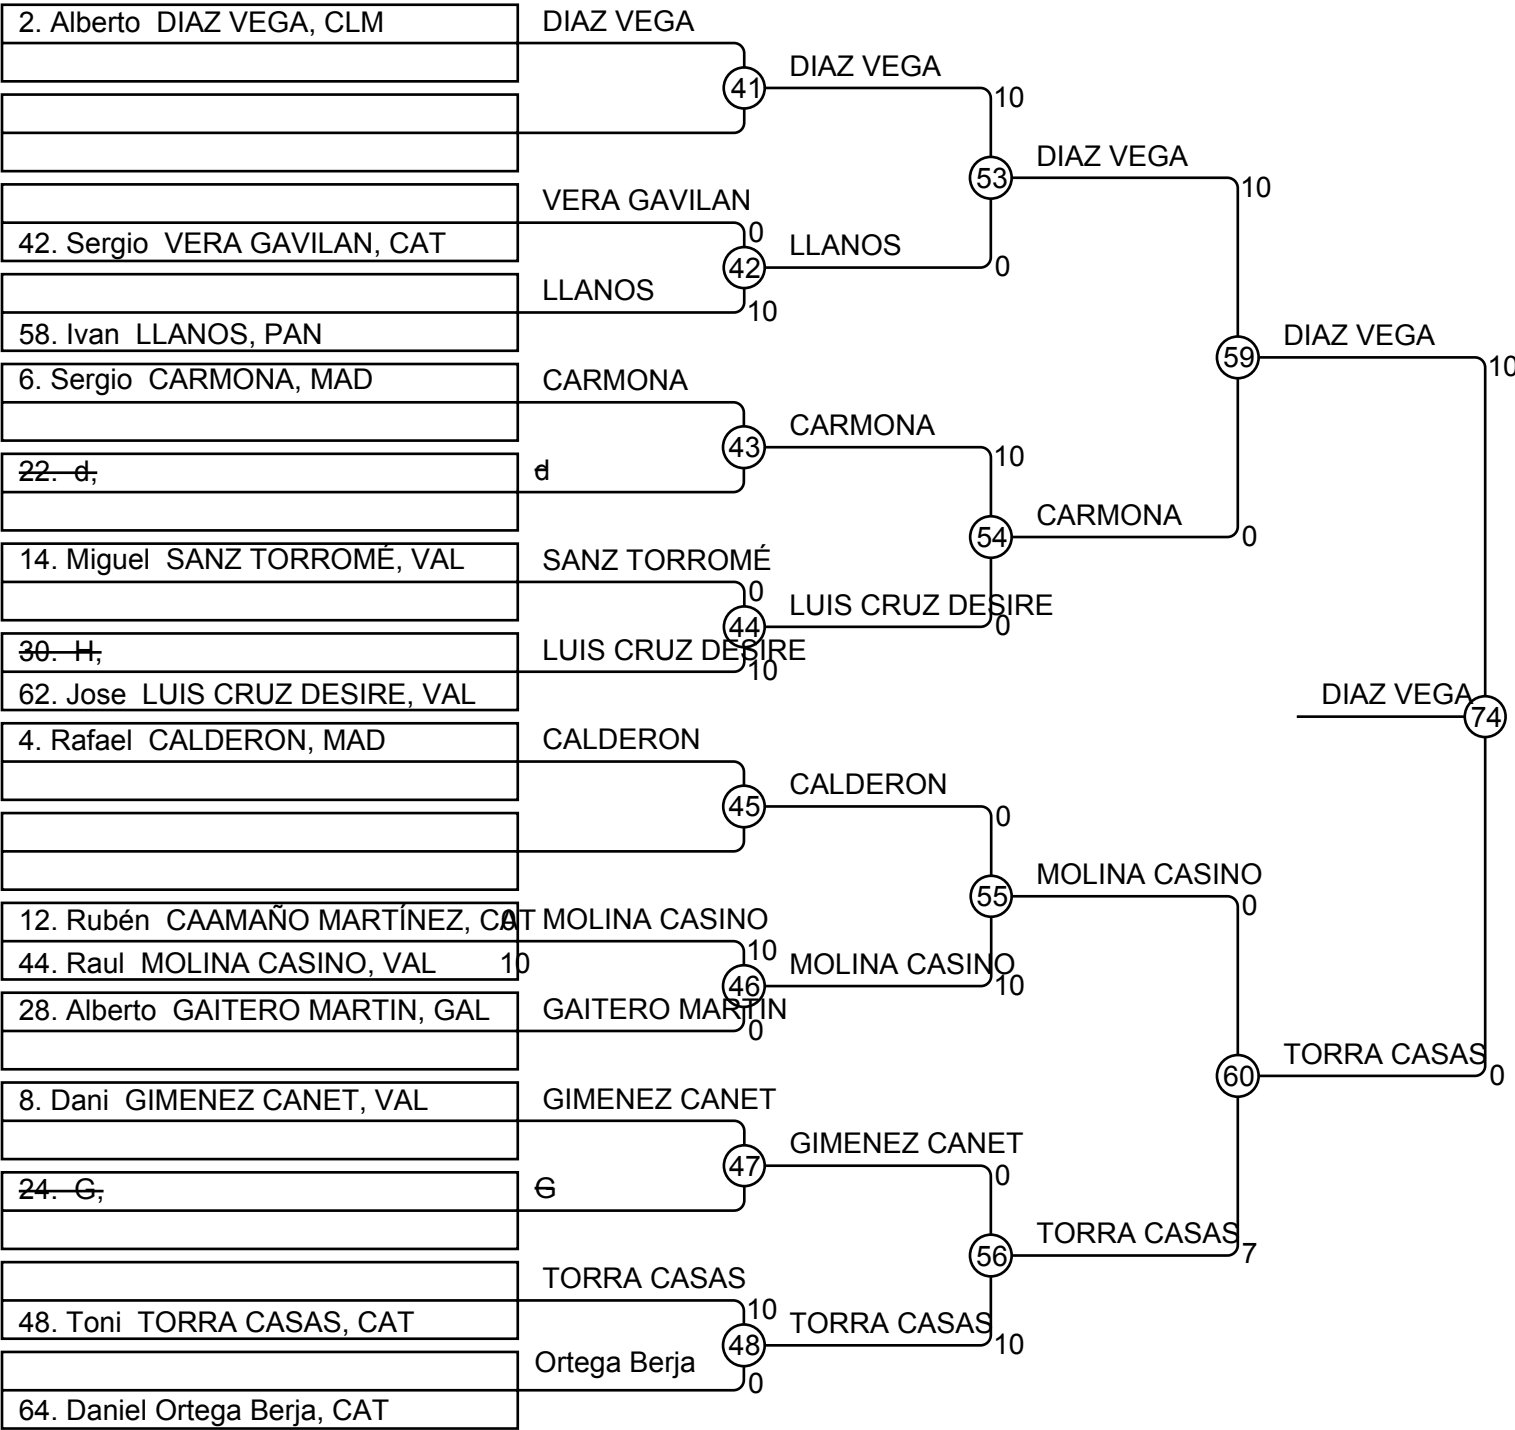 2. Alberto  DIAZ VEGA, CLM
DIAZ VEGA
41
DIAZ VEGA
10
53
DIAZ VEGA
10
VERA GAVILAN
0
42. Sergio  VERA GAVILAN, CAT
42
LLANOS
0
LLANOS
10
58. Ivan  LLANOS, PAN
59
DIAZ VEGA
10
6. Sergio  CARMONA, MAD
CARMONA
43
CARMONA
10
22.  d,
d
54
CARMONA
0
14. Miguel  SANZ TORROMÉ, VAL
SANZ TORROMÉ
0
44
LUIS CRUZ DESIRE
0
30.  H,
LUIS CRUZ DESIRE
10
62. Jose  LUIS CRUZ DESIRE, VAL
DIAZ VEGA
74
4. Rafael  CALDERON, MAD
CALDERON
45
CALDERON
0
55
MOLINA CASINO
0
12. Rubén  CAAMAÑO MARTÍNEZ, CAT
0
MOLINA CASINO
10
44. Raul  MOLINA CASINO, VAL
10
46
MOLINA CASINO
10
28. Alberto  GAITERO MARTIN, GAL
GAITERO MARTIN
0
60
TORRA CASAS
0
8. Dani  GIMENEZ CANET, VAL
GIMENEZ CANET
47
GIMENEZ CANET
0
24.  G,
G
56
TORRA CASAS
7
TORRA CASAS
10
48. Toni  TORRA CASAS, CAT
48
TORRA CASAS
10
Ortega Berja
0
64. Daniel Ortega Berja, CAT